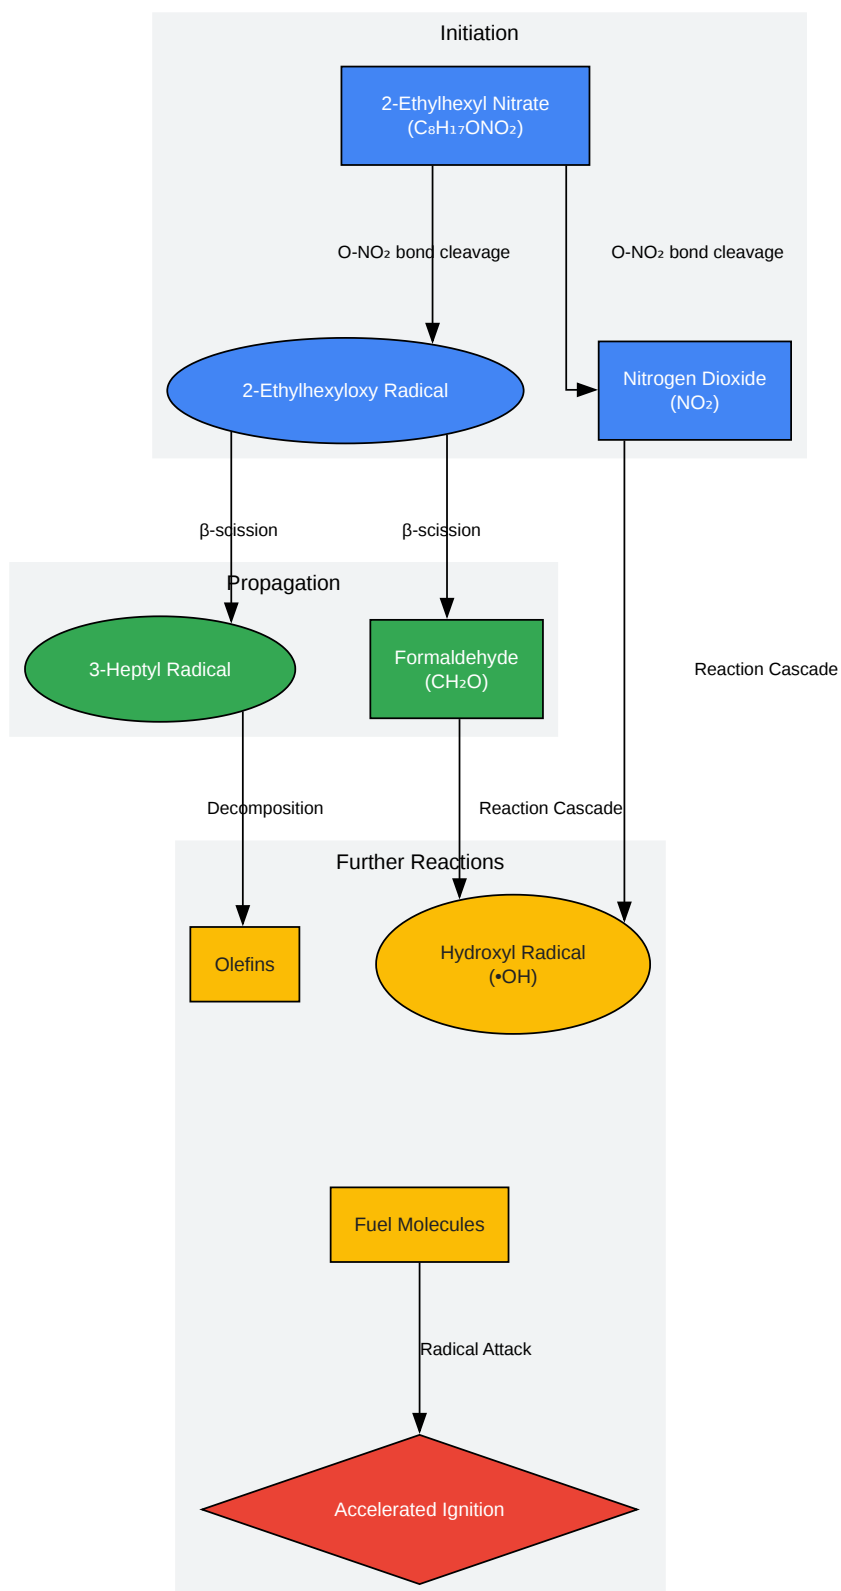 Initiation
2-Ethylhexyl Nitrate
(C₈H₁₇ONO₂)
O-NO₂ bond cleavage
O-NO₂ bond cleavage
2-Ethylhexyloxy Radical
Nitrogen Dioxide
(NO₂)
β-scission
β-scission
Propagation
3-Heptyl Radical
Formaldehyde
(CH₂O)
Reaction Cascade
Decomposition
Reaction Cascade
Further Reactions
Olefins
Hydroxyl Radical
(•OH)
Fuel Molecules
Radical Attack
Accelerated Ignition